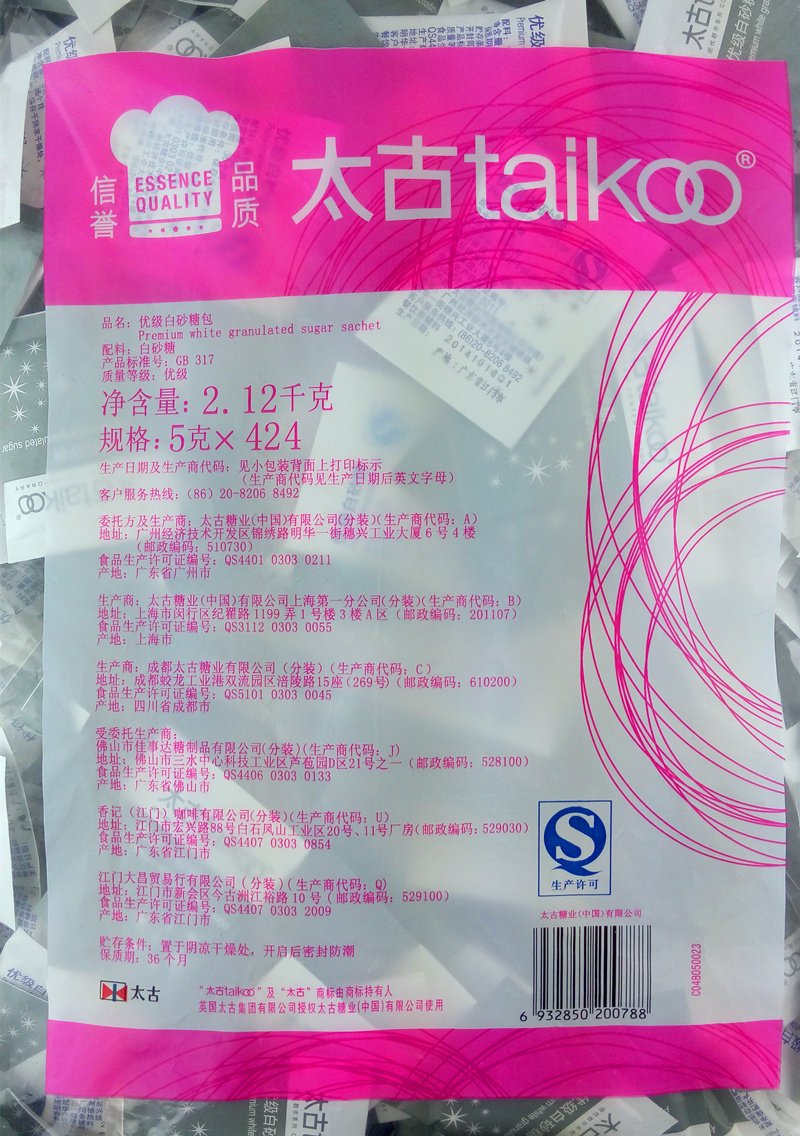 信誉
ESSENCE
QUALITY
品质
太古taikoo®
品名: 优级白砂糖包
Premium white granulated sugar sachet
配料: 白砂糖
产品标准号: GB 317
质量等级: 优级
净含量: 2.12千克
规格: 5克× 424
生产日期及生产商代码: 见小包装背面上打印标示
(生产商代码见生产日期后英文字母)
客户服务热线: (86) 20-8206 8492
委托方及生产商: 太古糖业(中国)有限公司(分装)(生产商代码: A)
地址: 广州经济技术开发区锦绣路明华一街穗兴工业大厦6号4楼
(邮政编码: 510730)
食品生产许可证编号: QS4401 0303 0211
产地: 广东省广州市
生产商: 太古糖业(中国)有限公司上海第一分公司(分装)(生产商代码: B)
地址: 上海市闵行区纪翟路1199弄1号楼3楼A区 (邮政编码: 201107)
食品生产许可证编号: QS3112 0303 0055
产地: 上海市
生产商: 成都太古糖业有限公司 (分装) (生产商代码: C)
地址: 成都蛟龙工业港双流园区涪陵路15座 (269号) (邮政编码: 610200)
食品生产许可证编号: QS5101 0303 0045
产地: 四川省成都市
受委托生产商:
佛山市佳事达糖制品有限公司(分装)(生产商代码: J)
地址: 佛山市三水中心科技工业区芦苞园D区21号之一 (邮政编码: 528100)
食品生产许可证编号: QS4406 0303 0133
产地: 广东省佛山市
香记 (江门) 咖啡有限公司(分装)(生产商代码: U)
地址: 江门市宏兴路88号白石凤山工业区20号、11号厂房(邮政编码: 529030)
食品生产许可证编号: QS4407 0303 0854
产地: 广东省江门市
江门大昌贸易行有限公司 (分装)(生产商代码: Q)
地址: 江门市新会区今古洲江裕路10号 (邮政编码: 529100)
食品生产许可证编号: QS4407 0303 2009
产地: 广东省江门市
贮存条件: 置于阴凉干燥处, 开启后密封防潮
保质期: 36个月
太古
“太古taikoo”及“太古”商标由商标持有人
英国太古集团有限公司授权太古糖业(中国)有限公司使用
生产许可
太古糖业(中国)有限公司
6 932850 200788
C04B050023
(86)20-8206 8492
20141014Q1
产地: 广东省江门市